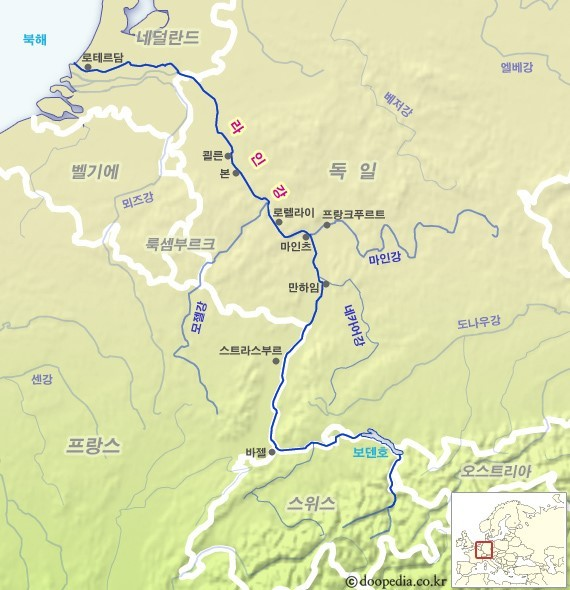 북해
네덜란드
로테르담
엘베강
베저강
라인강
쾰른
본
독일
벨기에
뫼즈강
로렐라이
프랑크푸르트
룩셈부르크
마인츠
마인강
만하임
모젤강
네카어강
도나우강
스트라스부르
센강
프랑스
바젤
보덴호
오스트리아
스위스
ⓒ doopedia.co.kr